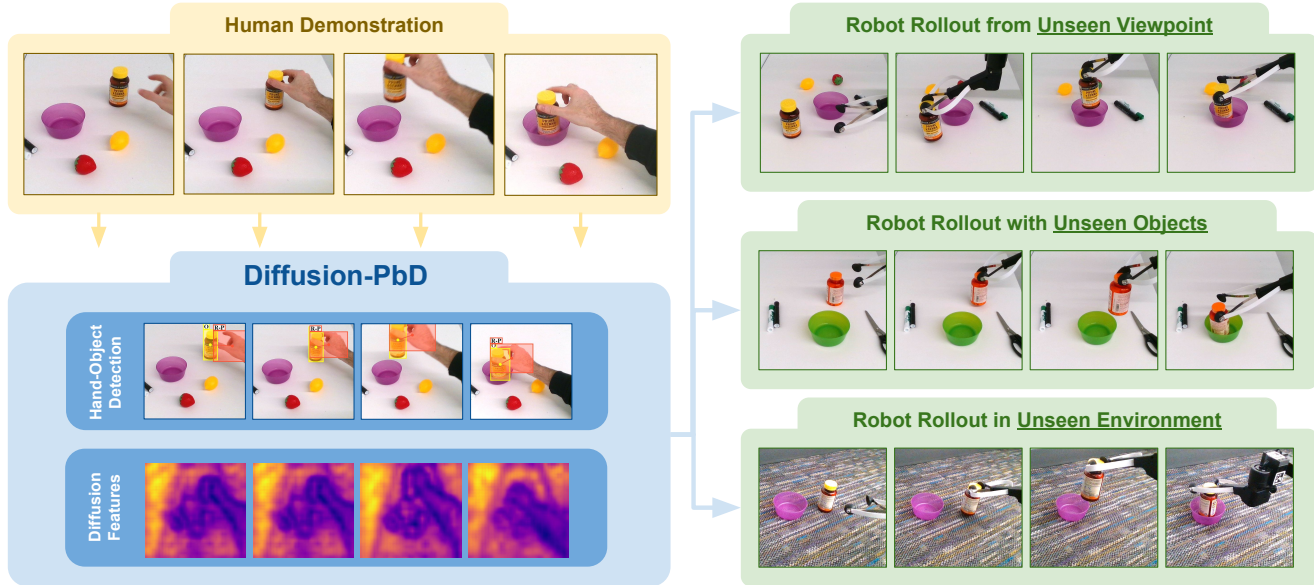 Human Demonstration
Diffusion-PbD
Hand-Object
Detection
O
R-P
R-P
R-P
Diffusion
Features
Robot Rollout from Unseen Viewpoint
Robot Rollout with Unseen Objects
Robot Rollout in Unseen Environment